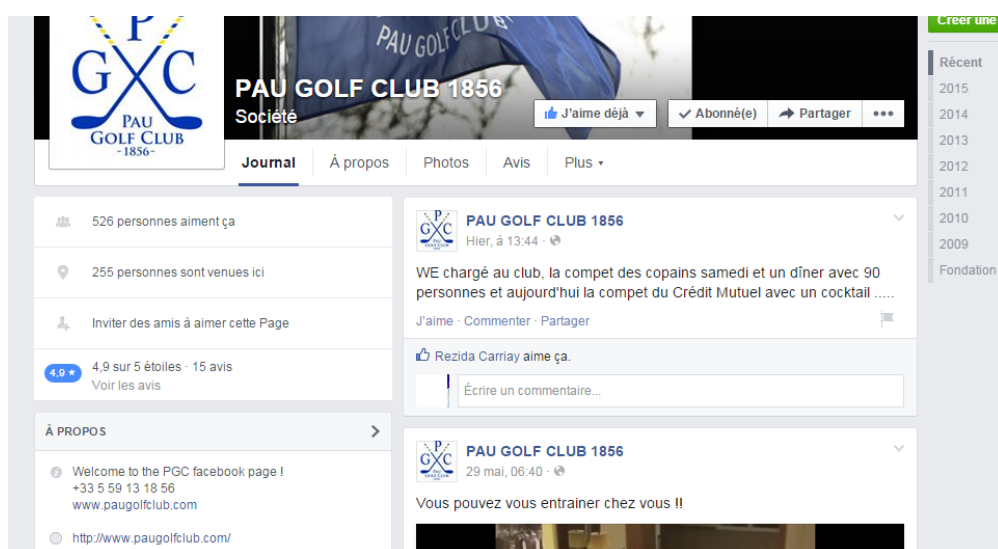 P
G C
PAU
GOLF CLUB
-1856-
PAU GOLF CLUB
PAU GOLF CLUB 1856
Société
J'aime déjà
Abonné(e)
Partager
Créer une
Journal
À propos
Photos
Avis
Plus
Récent
2015
2014
2013
2012
2011
2010
2009
Fondation
526 personnes aiment ça
255 personnes sont venues ici
Inviter des amis à aimer cette Page
4,9 ★
4,9 sur 5 étoiles · 15 avis
Voir les avis
À PROPOS
Welcome to the PGC facebook page !
+33 5 59 13 18 56
www.paugolfclub.com
http://www.paugolfclub.com/
PAU GOLF CLUB 1856
Hier, à 13:44 ·
WE chargé au club, la compet des copains samedi et un dîner avec 90
personnes et aujourd'hui la compet du Crédit Mutuel avec un cocktail .....
J'aime · Commenter · Partager
Rezida Carriay aime ça.
Écrire un commentaire...
PAU GOLF CLUB 1856
29 mai, 06:40 ·
Vous pouvez vous entrainer chez vous !!